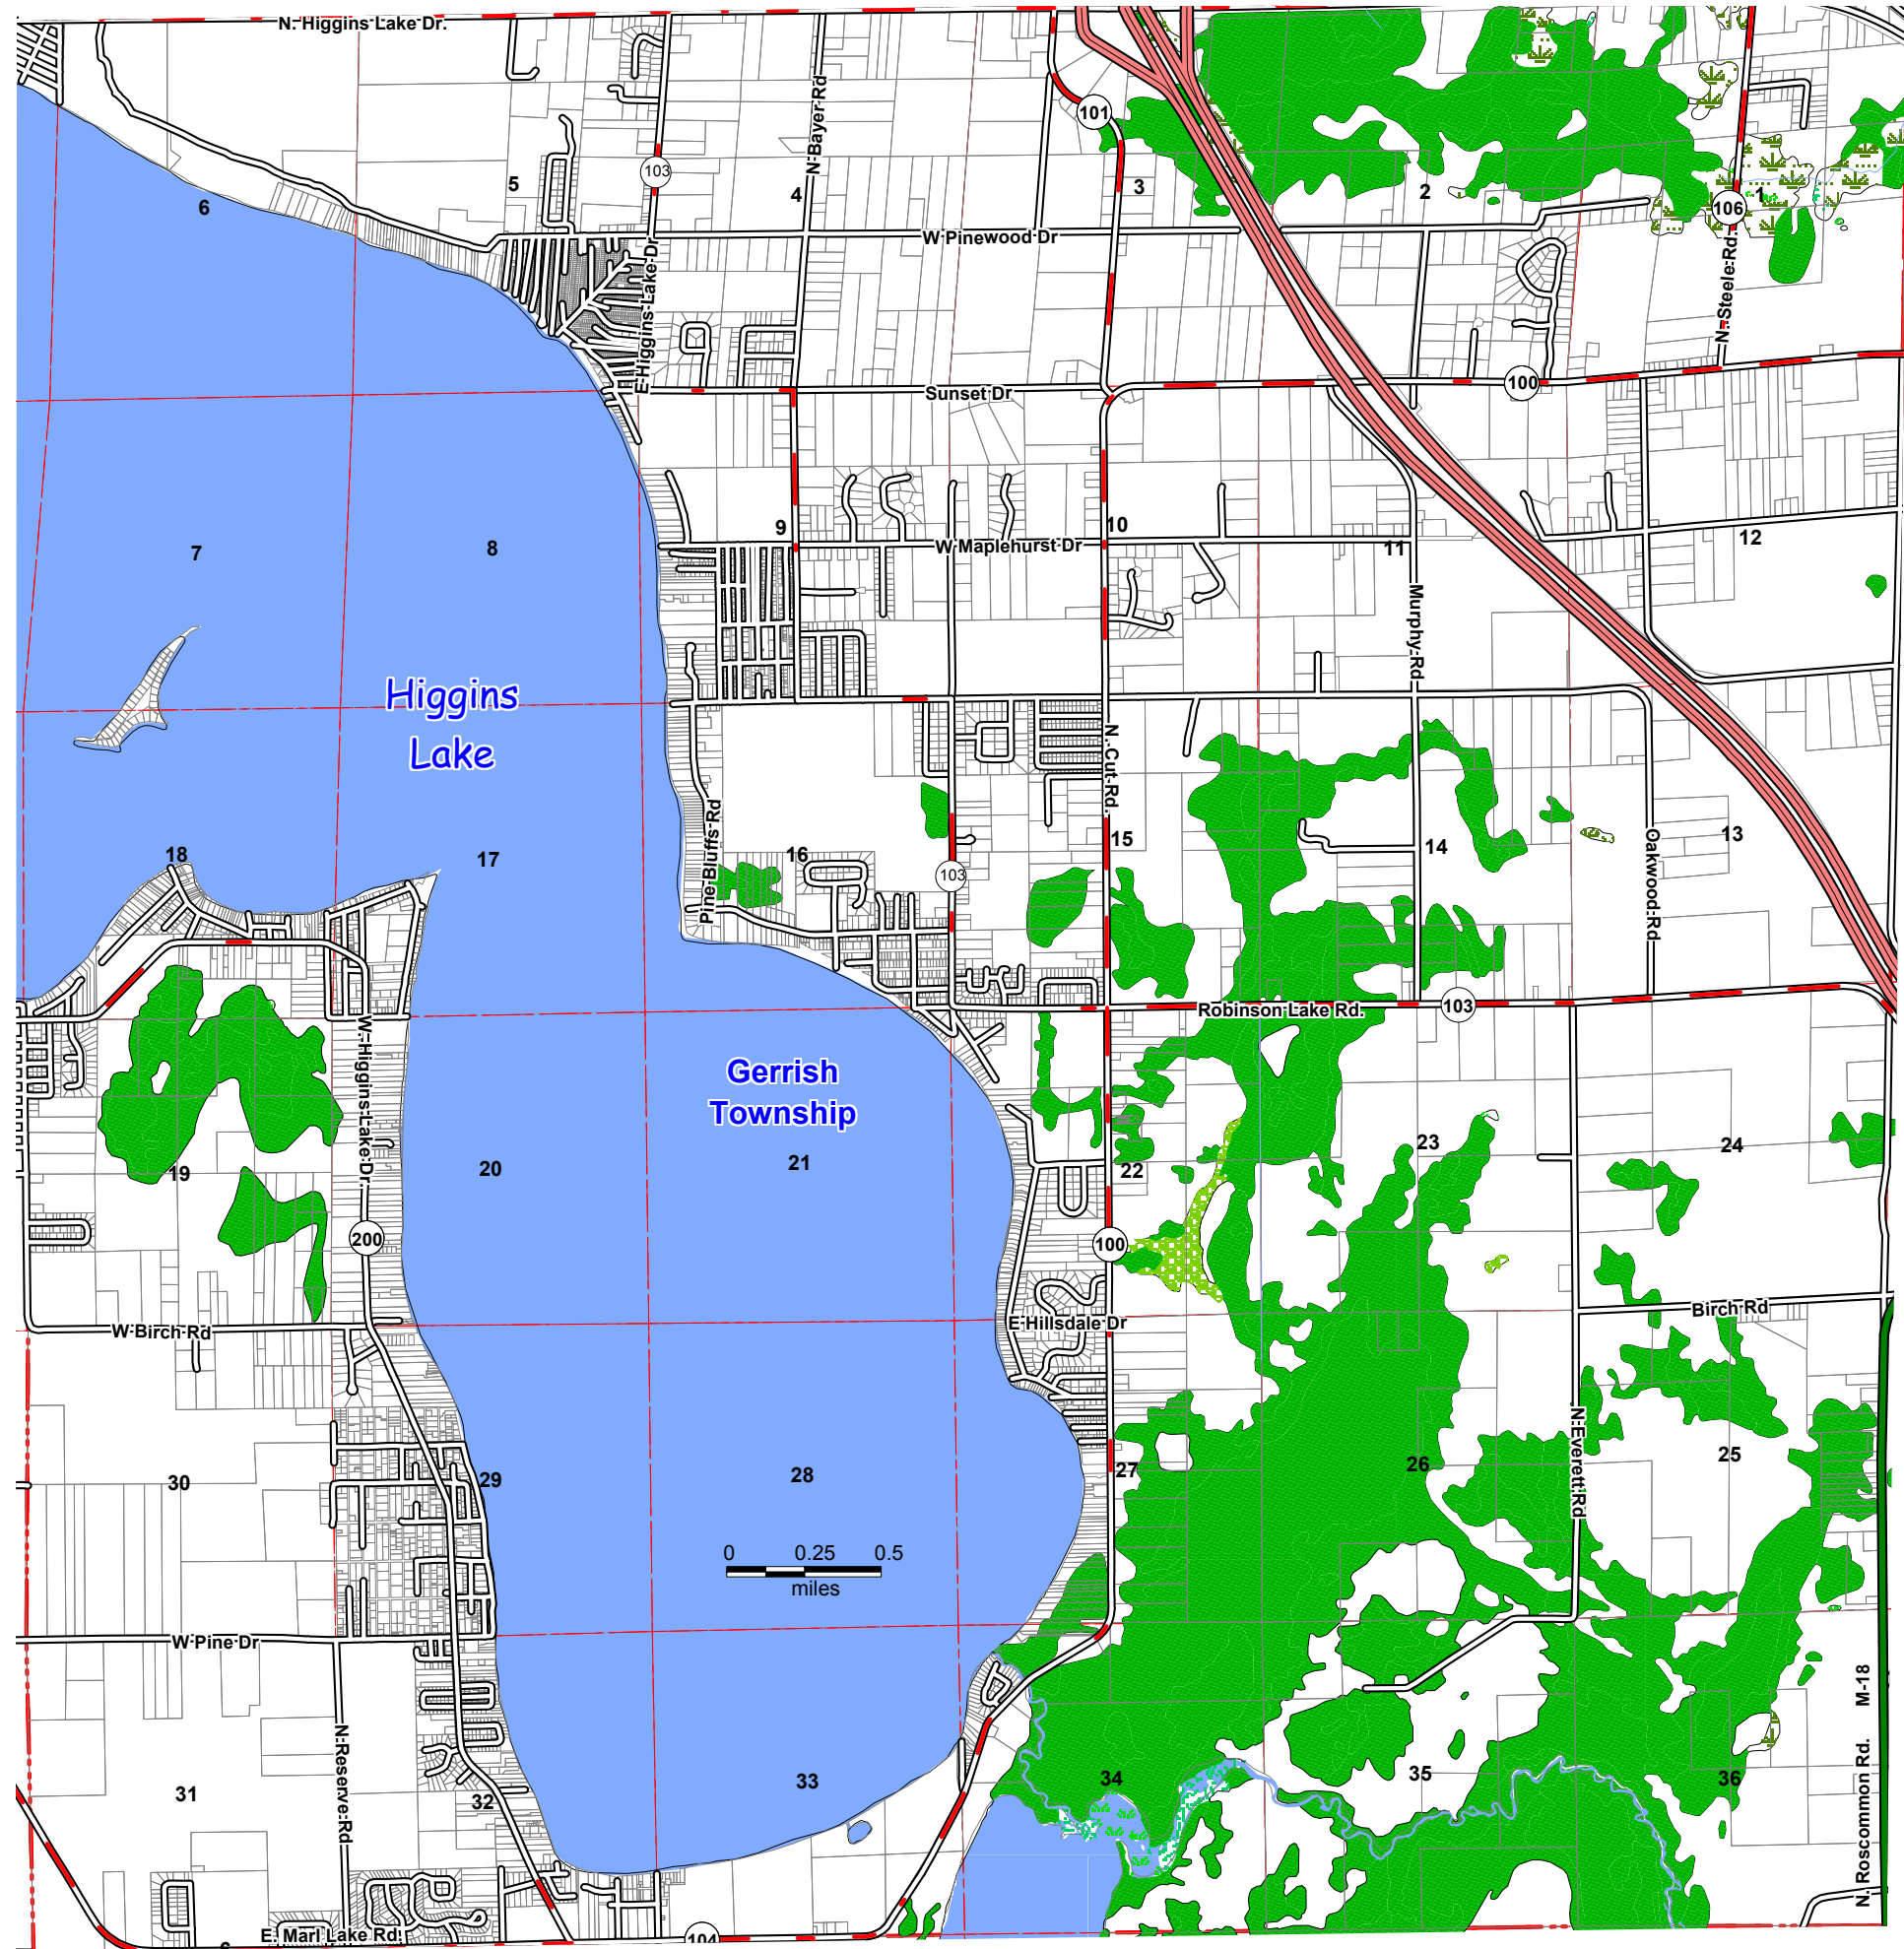 N. Higgins Lake Dr.
101
103
N Bayer Rd
5
4
3
2
1
6
106
W Pinewood Dr
E Higgins Lake Dr
N. Steele Rd.
Sunset Dr
100
9
10
W Maplehurst Dr
11
12
7
8
Murphy Rd
Higgins
Lake
N. Cut Rd.
Pine Bluffs Rd
18
17
16
15
14
13
Oakwood Rd
103
Robinson Lake Rd.
103
W Higgins Lake Dr
Gerrish
Township
19
20
21
22
23
24
200
100
W Birch Rd
E Hillsdale Dr
Birch Rd
N Everett Rd
30
29
28
27
26
25
0 0.25 0.5
miles
W Pine Dr
M-18
N Reserve Rd
N. Roscommon Rd.
31
32
33
34
35
36
E. Marl Lake Rd.
104
6